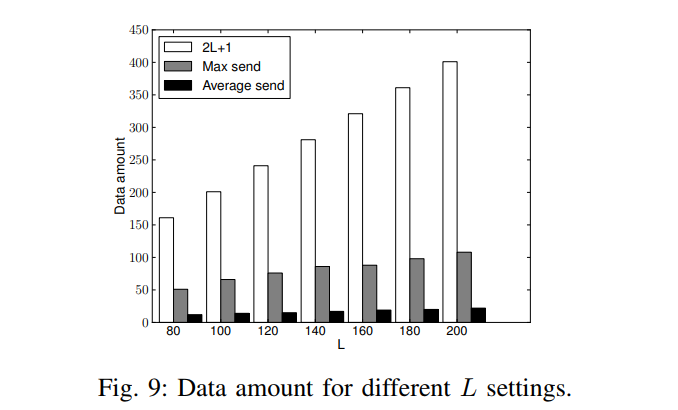 450
400
350
300
250
200
150
100
50
0
2L+1
Max send
Average send
Data amount
80 100 120 140 160 180 200
L
Fig. 9: Data amount for different L settings.